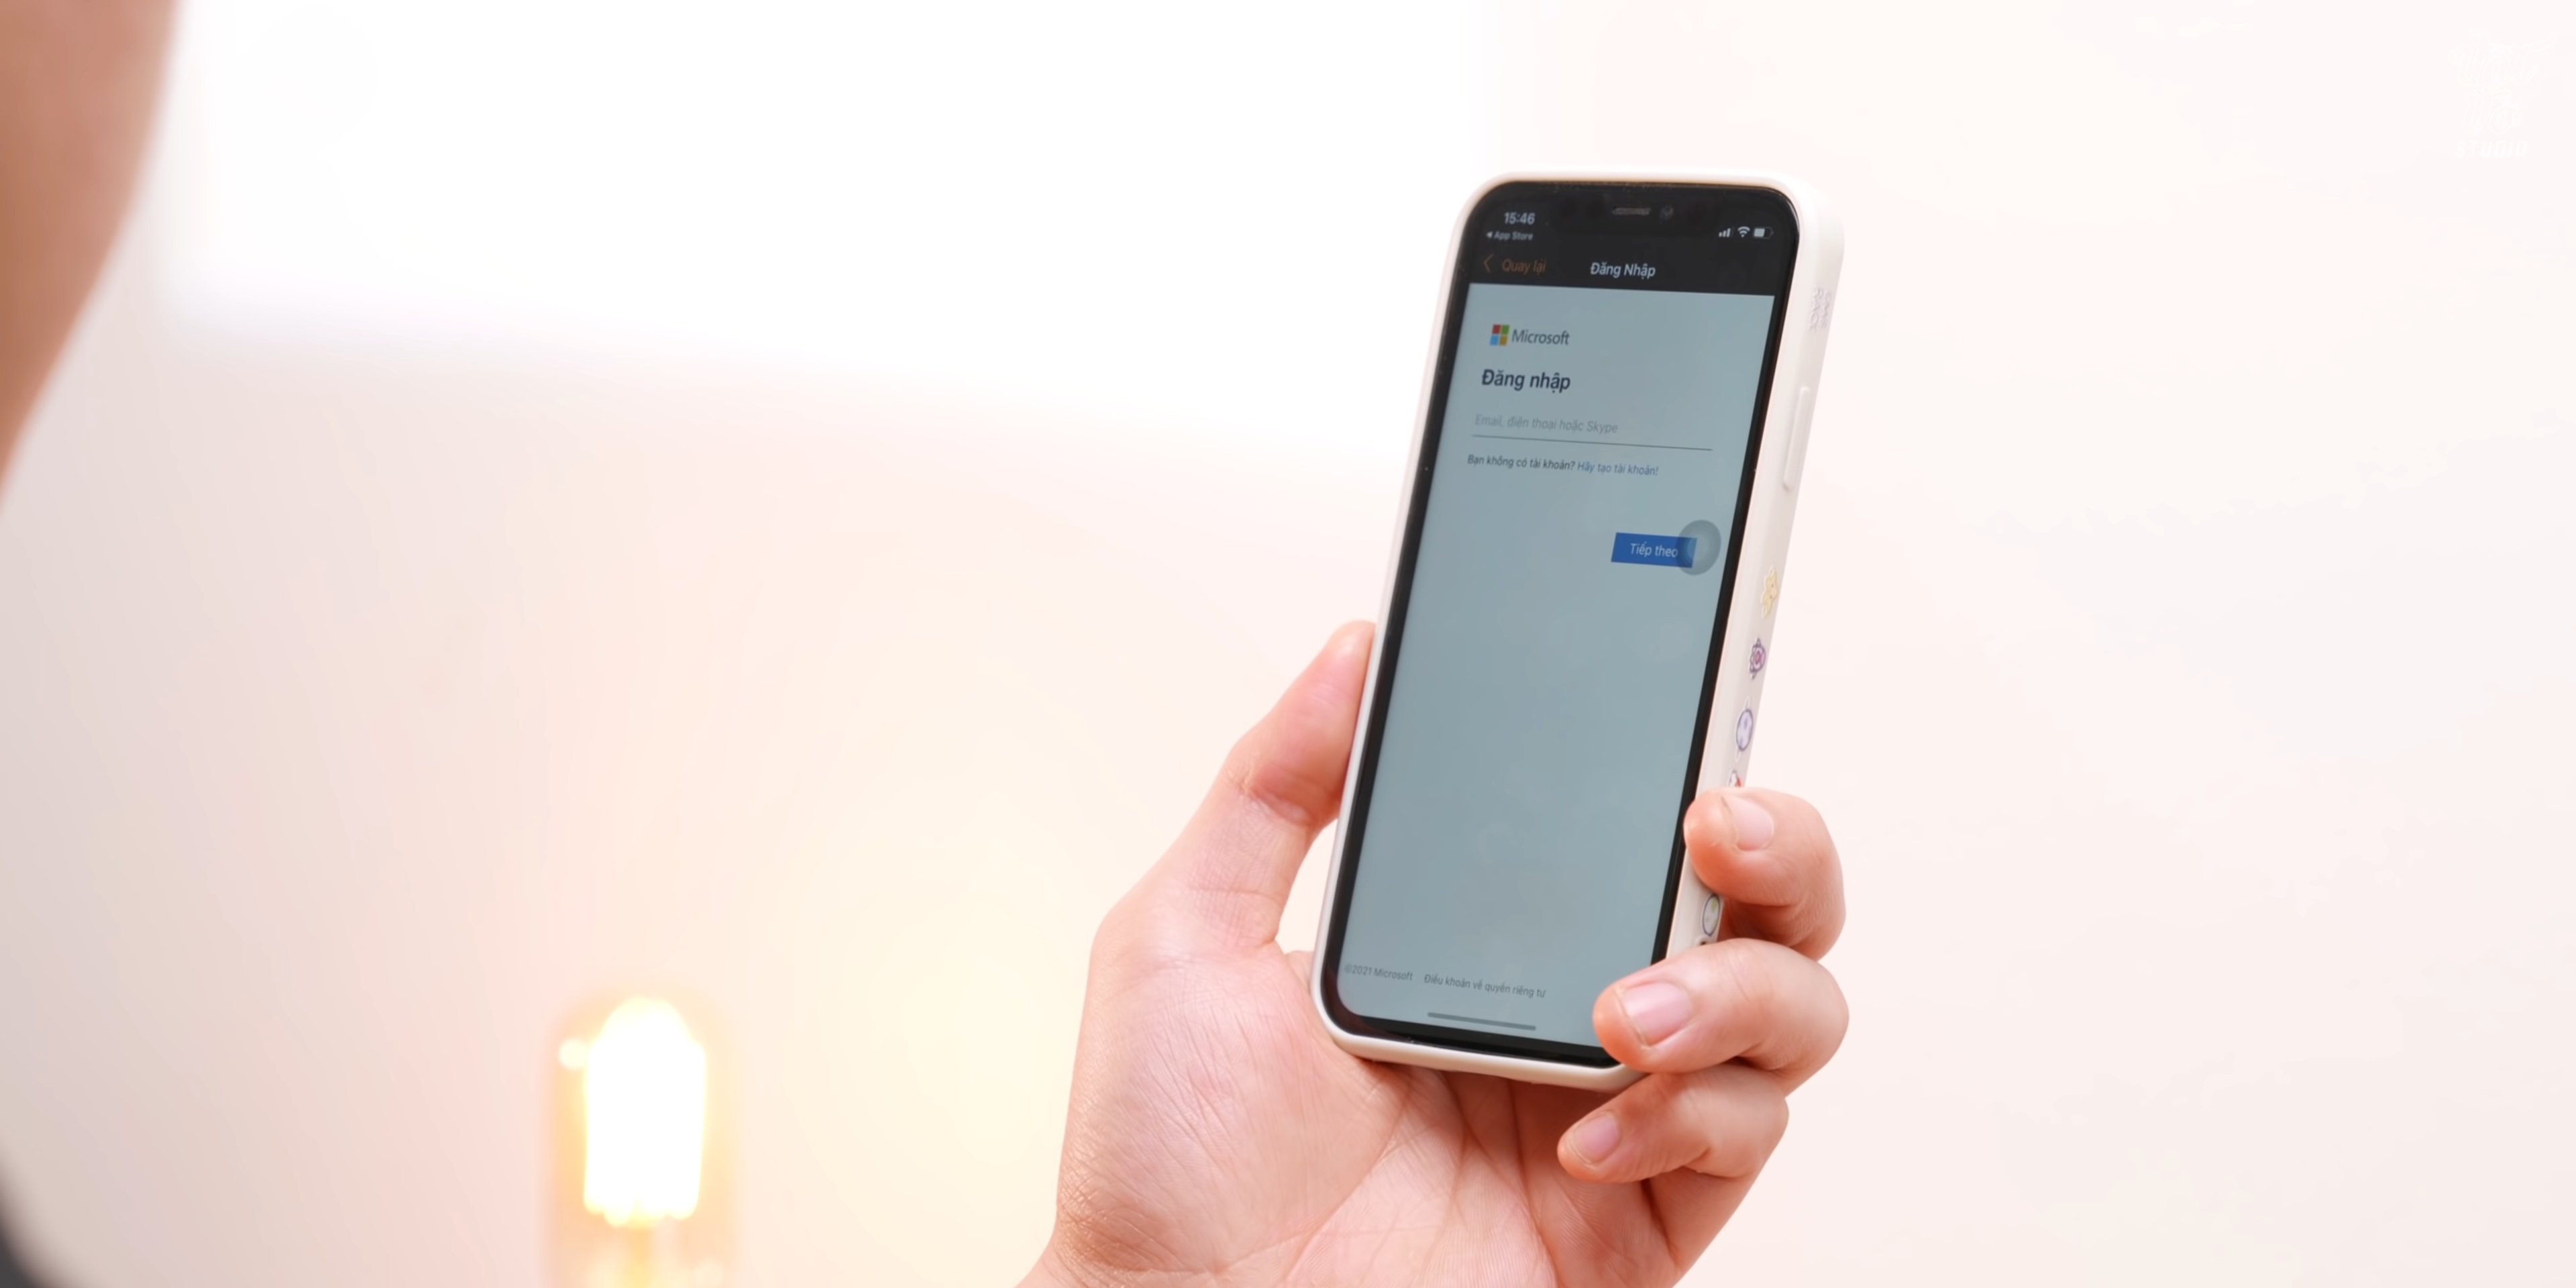 15:46
◀ App Store
Quay lại
Đăng Nhập
Microsoft
Đăng nhập
Email, điện thoại hoặc Skype
Bạn không có tài khoản? Hãy tạo tài khoản!
Tiếp theo
©2021 Microsoft Điều khoản về quyền riêng tư
STUDIO